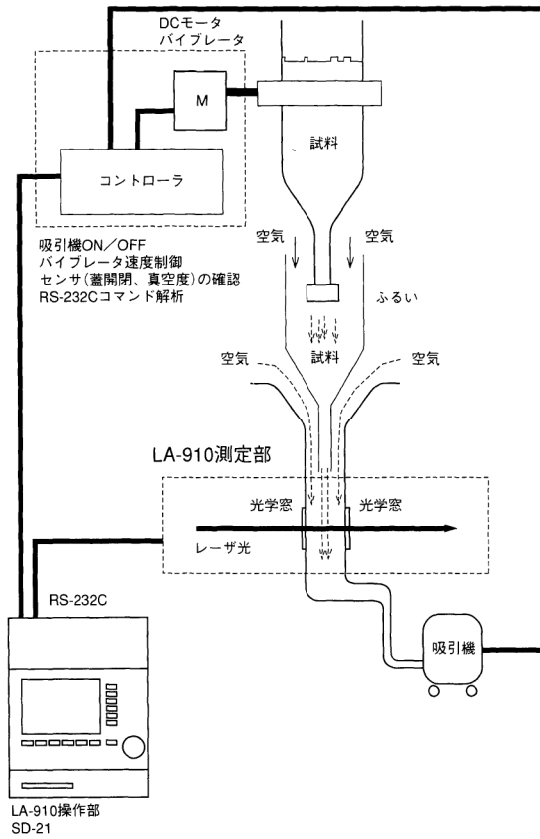 DCモータ
バイブレータ
M
コントローラ
試料
吸引機ON／OFF
バイブレータ速度制御
センサ(蓋開閉、真空度)の確認
RS-232Cコマンド解析
空気
空気
ふるい
試料
空気
空気
LA-910測定部
光学窓
光学窓
レーザ光
RS-232C
吸引機
LA-910操作部
SD-21